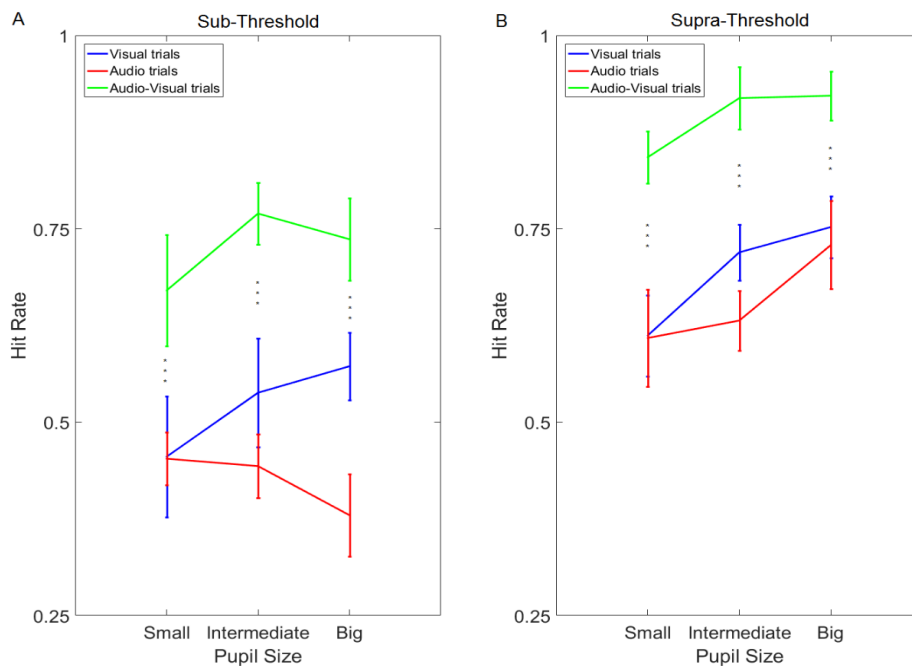 A
Sub-Threshold
1
0.75
0.5
0.25
Hit Rate
Visual trials
Audio trials
Audio-Visual trials
* * *
* * *
* * *
Small Intermediate Big
Pupil Size
B
Supra-Threshold
1
0.75
0.5
0.25
Hit Rate
Visual trials
Audio trials
Audio-Visual trials
* * *
* * *
* * *
Small Intermediate Big
Pupil Size